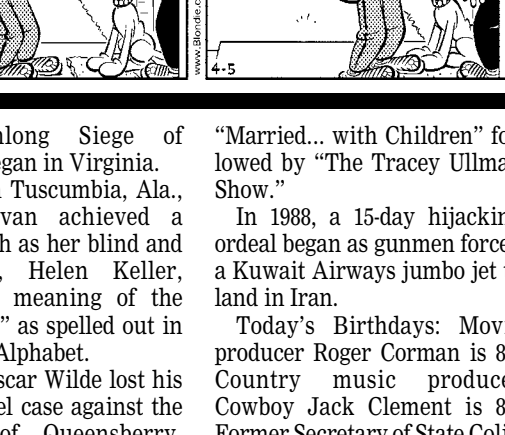 www.Blondie.c
4-5
long Siege of
egan in Virginia.
Tuscumbia, Ala.,
van achieved a
h as her blind and
Helen Keller,
meaning of the
” as spelled out in
Alphabet.
scar Wilde lost his
el case against the
of Queensberry,
“Married... with Children” fo
lowed by “The Tracey Ullma
Show.”
In 1988, a 15-day hijackin
ordeal began as gunmen force
a Kuwait Airways jumbo jet
land in Iran.
Today’s Birthdays: Movi
producer Roger Corman is 8
Country music produce
Cowboy Jack Clement is 8
Former Secretary of State Coli